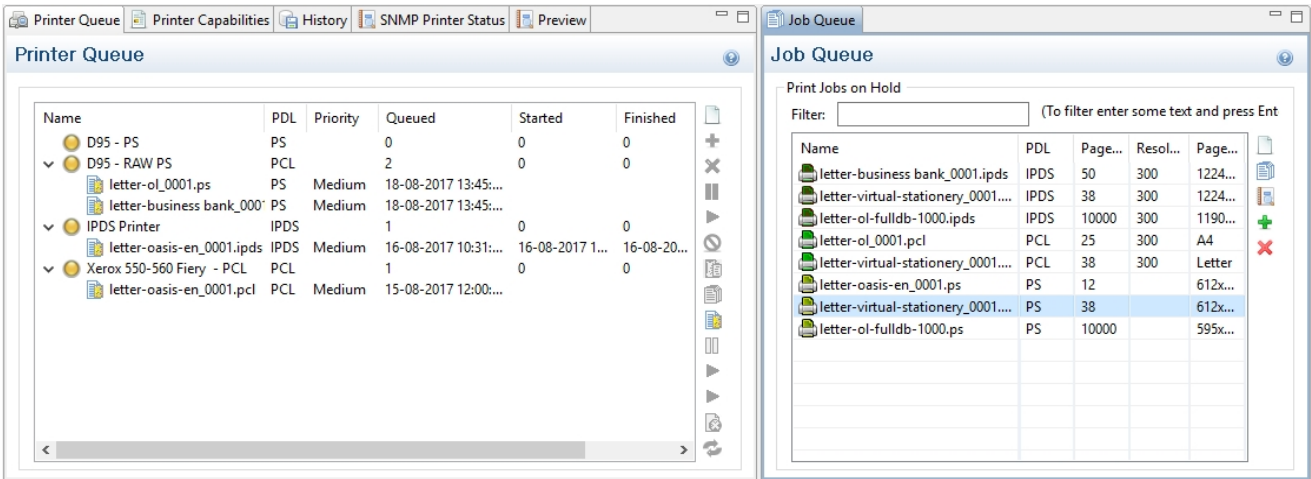 Printer Queue Printer Capabilities History SNMP Printer Status Preview
Printer Queue
Name PDL Priority Queued Started Finished
D95 - PS PS 0 0 0
D95 - RAW PS PCL 2 0 0
letter-ol_0001.ps PS Medium 18-08-2017 13:45:...
letter-business bank_000 PS Medium 18-08-2017 13:45:...
IPDS Printer IPDS 1 0 0
letter-oasis-en_0001.ipds IPDS Medium 16-08-2017 10:31:... 16-08-2017 1... 16-08-20...
Xerox 550-560 Fiery - PCL PCL 1 0 0
letter-oasis-en_0001.pcl PCL Medium 15-08-2017 12:00:...
Job Queue
Job Queue
Print Jobs on Hold
Filter: (To filter enter some text and press Ent
Name PDL Page... Resol... Page...
letter-business bank_0001.ipds IPDS 50 300 1224...
letter-virtual-stationery_0001.... IPDS 38 300 1224...
letter-ol-fulldb-1000.ipds IPDS 10000 300 1190...
letter-ol_0001.pcl PCL 25 300 A4
letter-virtual-stationery_0001.... PCL 38 300 Letter
letter-oasis-en_0001.ps PS 12 612x...
letter-virtual-stationery_0001.... PS 38 612x...
letter-ol-fulldb-1000.ps PS 10000 595x...